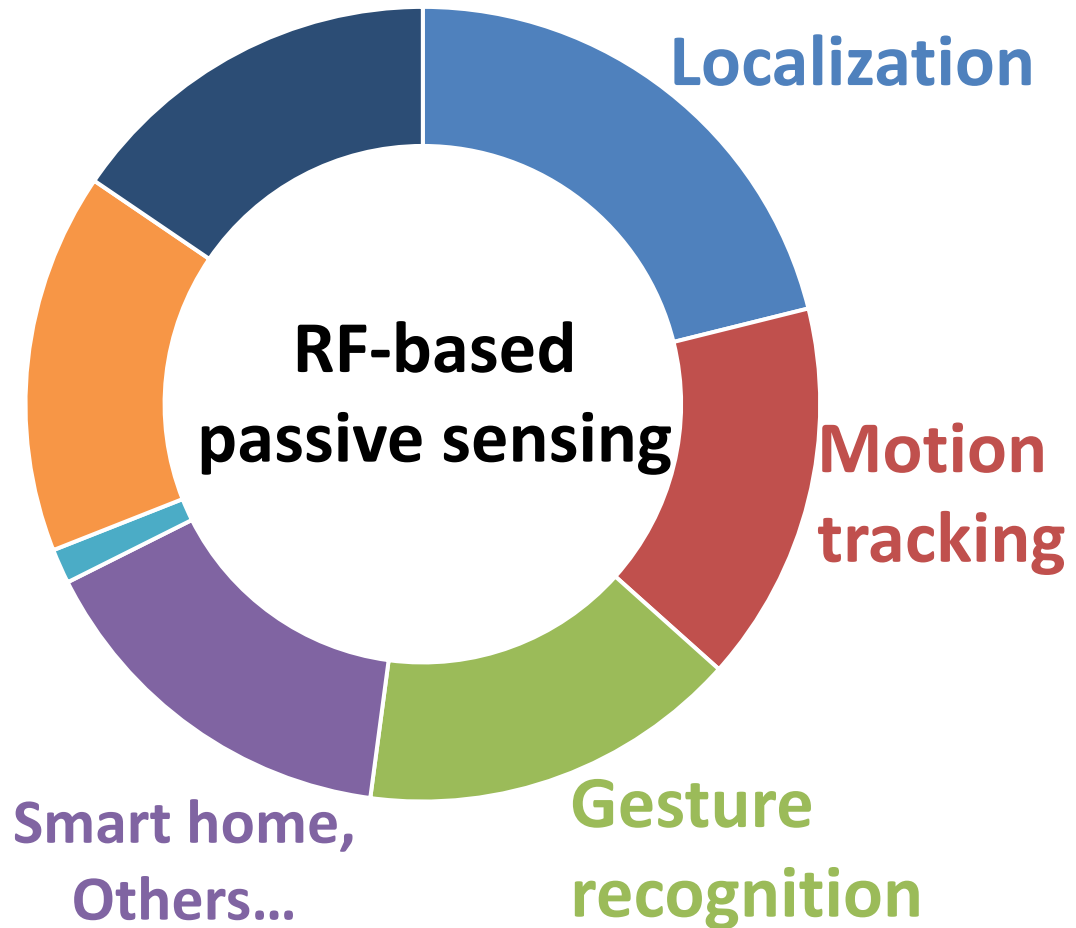 Localization
RF-based
passive sensing
Motion
tracking
Gesture
recognition
Smart home,
Others...